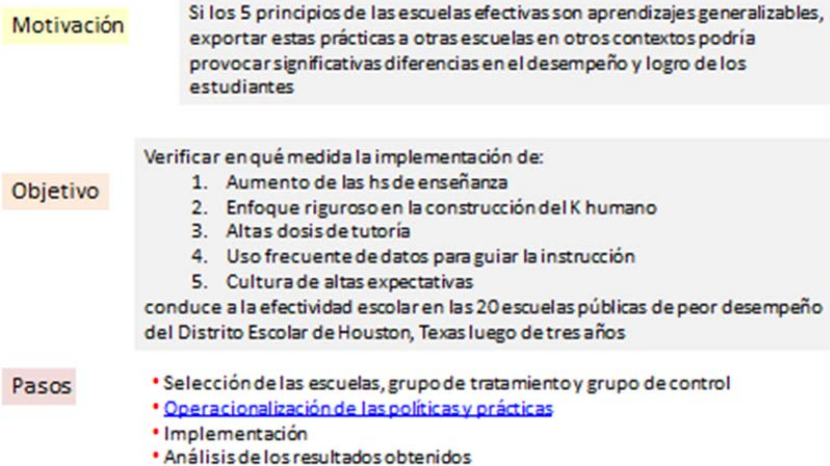 Motivación
Si los 5 principios de las escuelas efectivas son aprendizajes generalizables,
exportar estas prácticas a otras escuelas en otros contextos podría
provocar significativas diferencias en el desempeño y logro de los
estudiantes
Objetivo
Verificar en qué medida la implementación de:
1. Aumento de las hs de enseñanza
2. Enfoque riguroso en la construcción del K humano
3. Altas dosis de tutoría
4. Uso frecuente de datos para guiar la instrucción
5. Cultura de altas expectativas
conduce a la efectividad escolar en las 20 escuelas públicas de peor desempeño
del Distrito Escolar de Houston, Texas luego de tres años
Pasos
• Selección de las escuelas, grupo de tratamiento y grupo de control
• Operacionalización de las políticas y prácticas
• Implementación
• Análisis de los resultados obtenidos